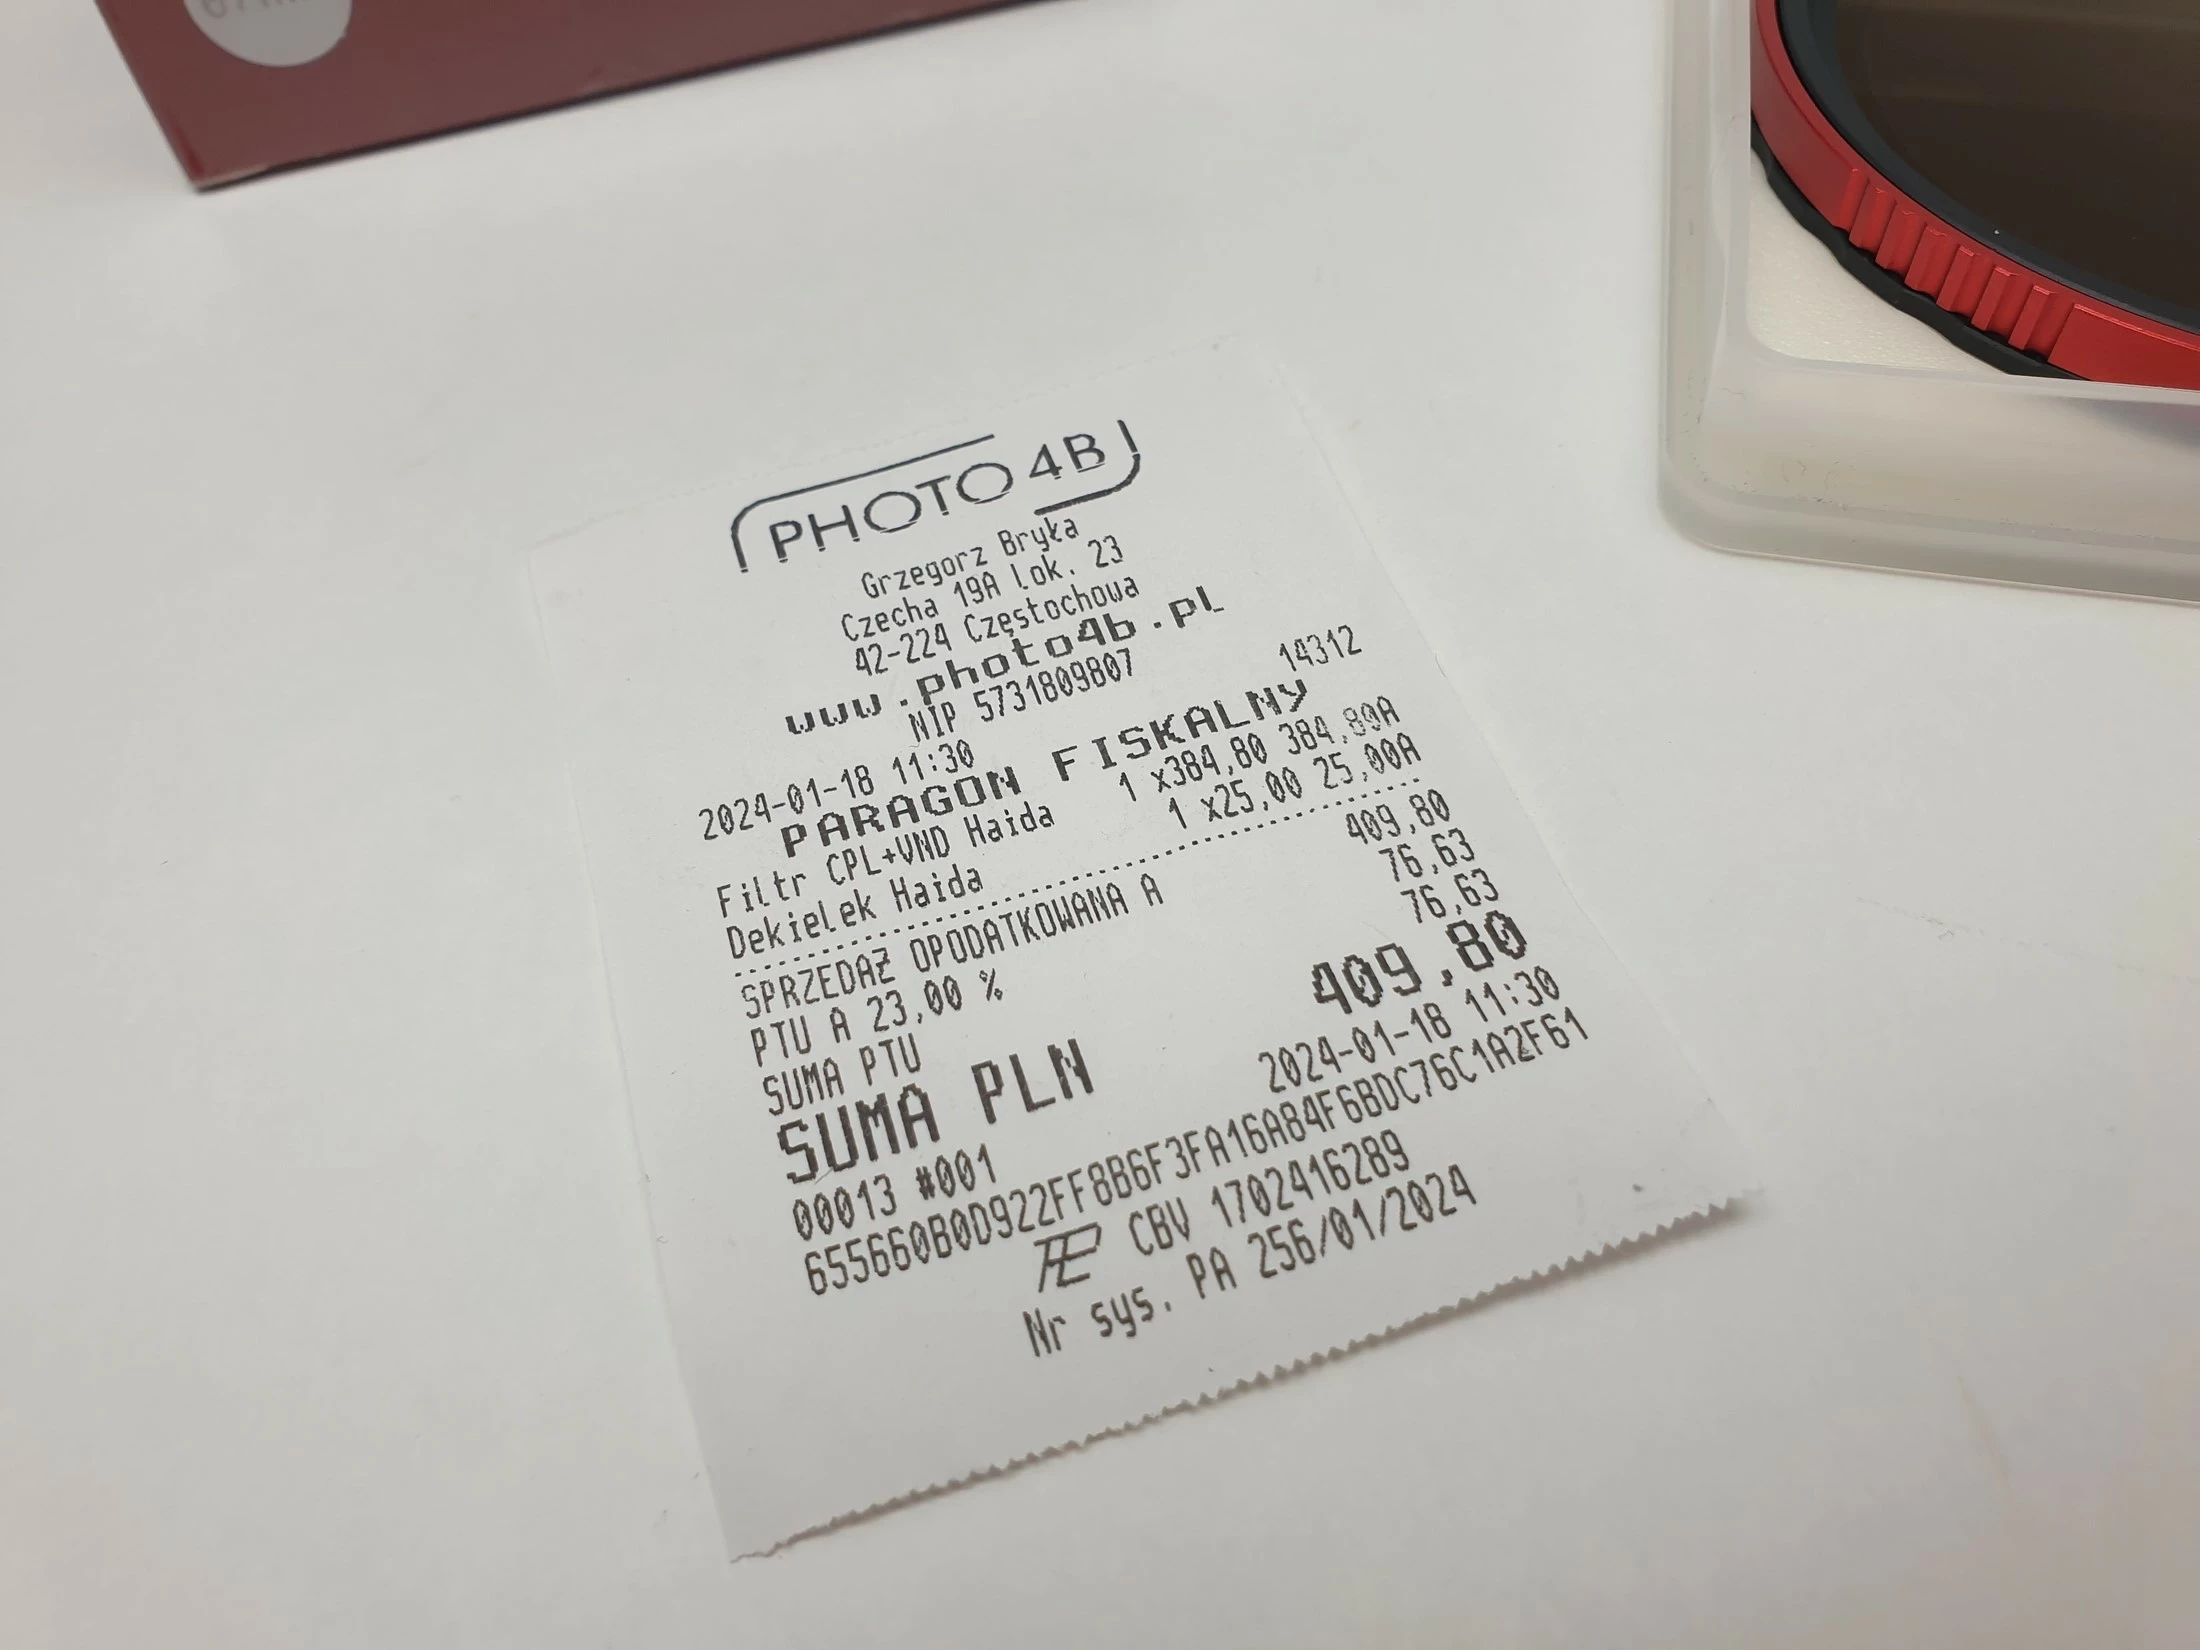 PHOTO 4B
Grzegorz Bryła
Czecha 19A lok. 23
42-224 Częstochowa
www.photo4b.pl
NIP 5731809807
2024-01-18 11:30 14312
PARAGON FISKALNY
Filtr CPL+VND Haida 1 x384,80 384,80A
Dekielek Haida 1 x25,00 25,00A
SPRZEDAŻ OPODATKOWANA A 409,80
PTU A 23,00 % 76,63
SUMA PTU 76,63
SUMA PLN 409,80
00013 #001 2024-01-18 11:30
655660B0D922FF8B6F3FA16A84F6BDC76C1A2F61
CBV 1702416289
Nr sys. PA 256/01/2024